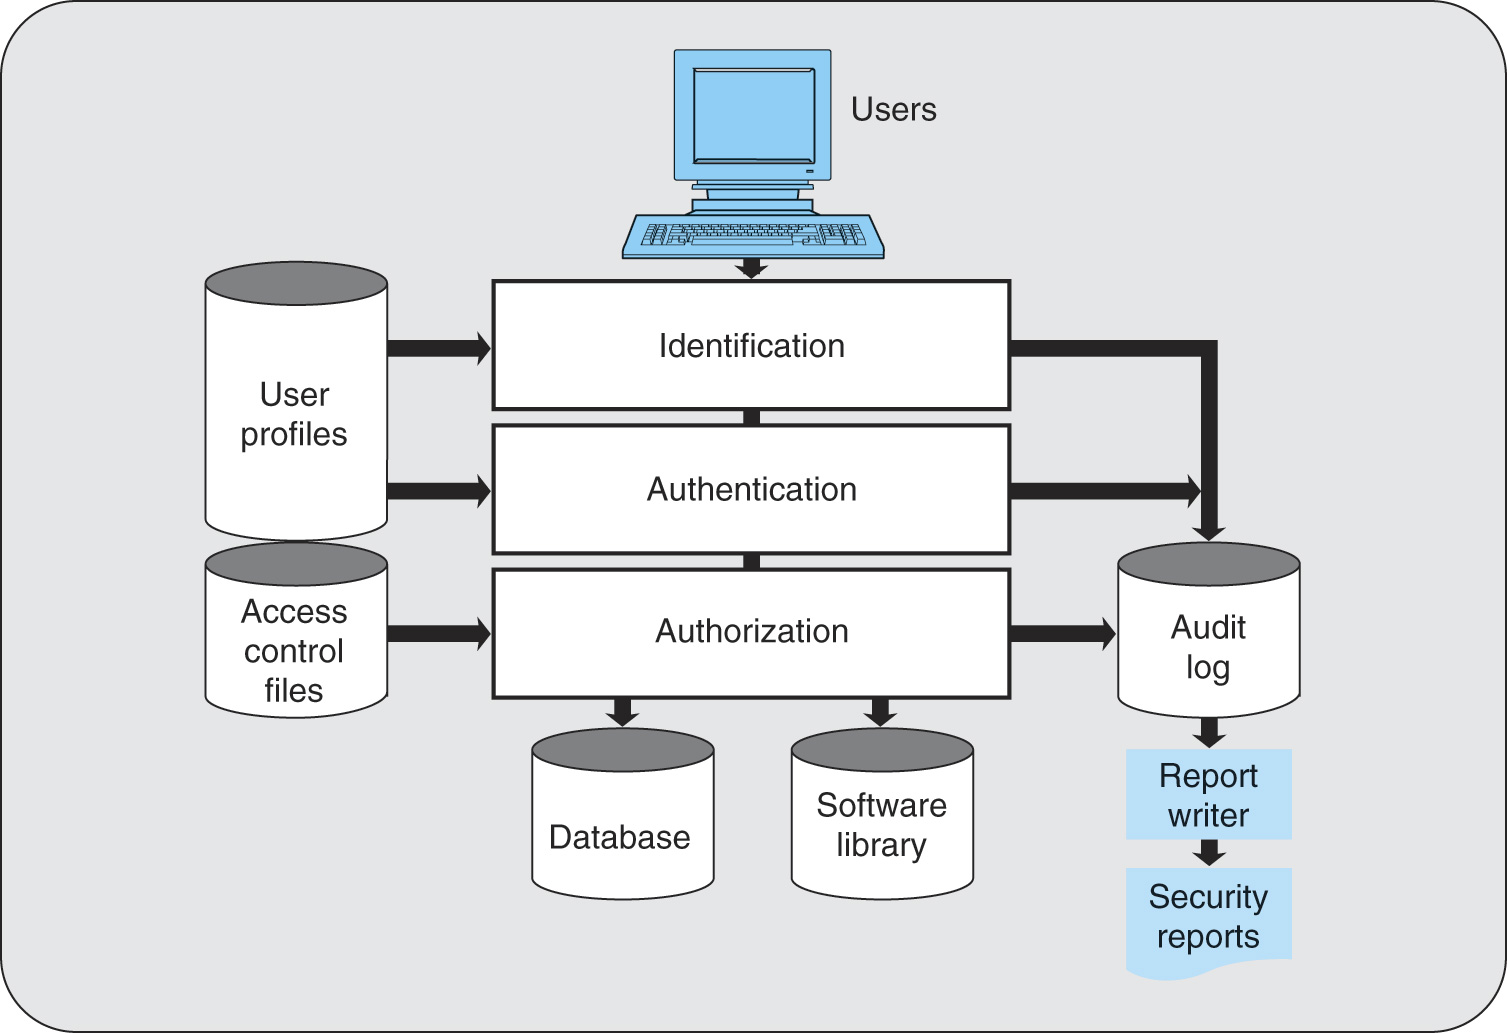 Users
Identification
User
profiles
Authentication
Access
control
files
Authorization
Audit
log
Database
Software
library
Report
writer
Security
reports